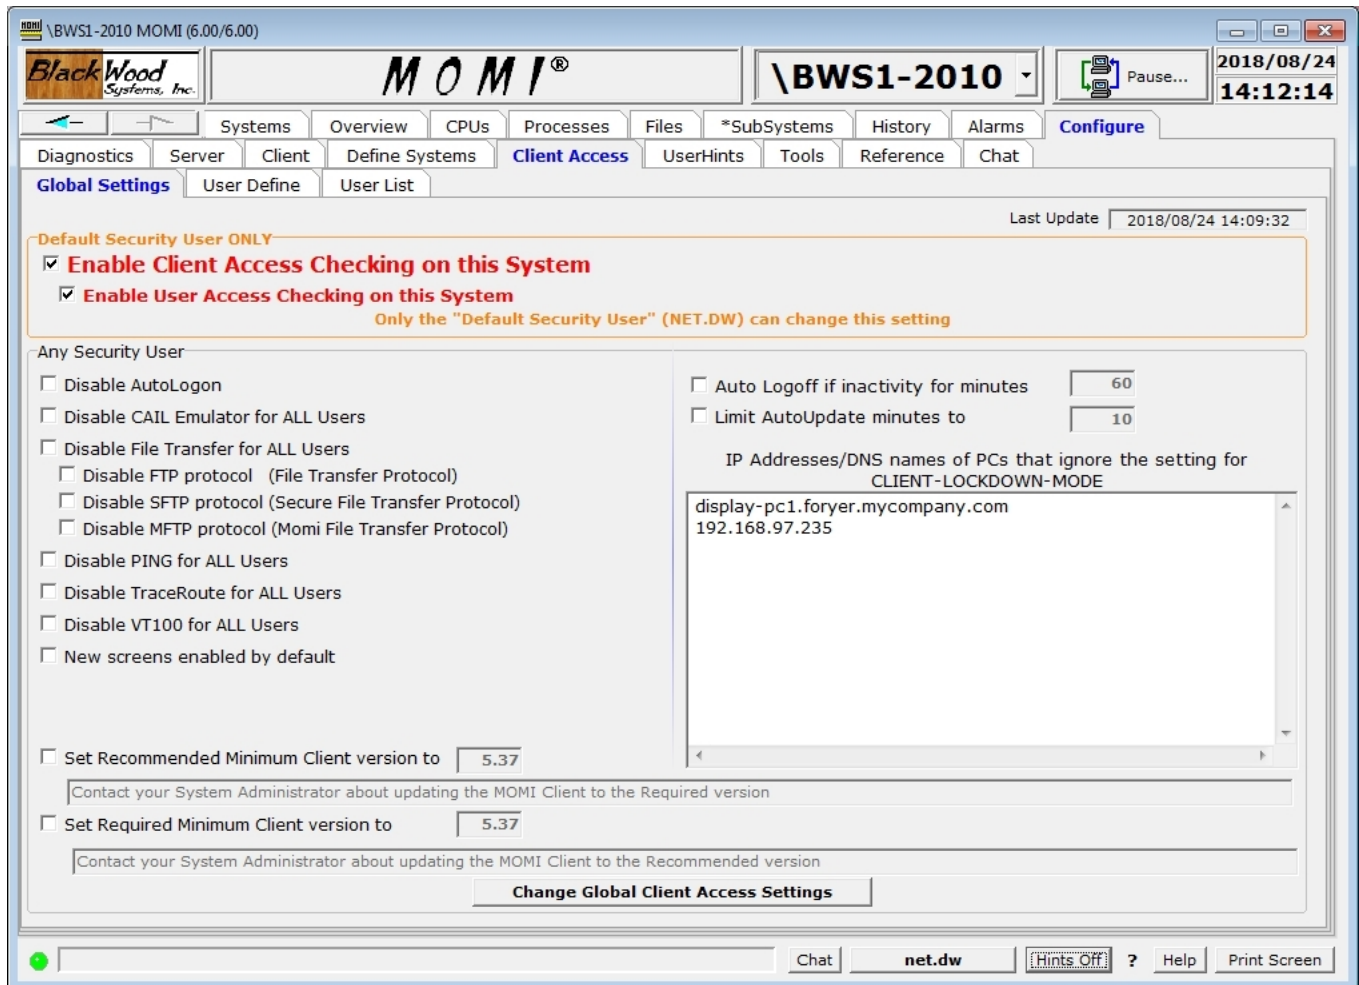 MOMI \BWS1-2010 MOMI (6.00/6.00)
BlackWood Systems, Inc. MOMI® \BWS1-2010 Pause... 2018/08/24
14:12:14
Systems Overview CPUs Processes Files *SubSystems History Alarms Configure
Diagnostics Server Client Define Systems Client Access UserHints Tools Reference Chat
Global Settings User Define User List
Last Update 2018/08/24 14:09:32
Default Security User ONLY
Enable Client Access Checking on this System
Enable User Access Checking on this System
Only the "Default Security User" (NET.DW) can change this setting
Any Security User
Disable AutoLogon
Disable CAIL Emulator for ALL Users
Disable File Transfer for ALL Users
Disable FTP protocol (File Transfer Protocol)
Disable SFTP protocol (Secure File Transfer Protocol)
Disable MFTP protocol (Momi File Transfer Protocol)
Disable PING for ALL Users
Disable TraceRoute for ALL Users
Disable VT100 for ALL Users
New screens enabled by default
Auto Logoff if inactivity for minutes 60
Limit AutoUpdate minutes to 10
IP Addresses/DNS names of PCs that ignore the setting for
CLIENT-LOCKDOWN-MODE
display-pc1.foryer.mycompany.com
192.168.97.235
Set Recommended Minimum Client version to 5.37
Contact your System Administrator about updating the MOMI Client to the Required version
Set Required Minimum Client version to 5.37
Contact your System Administrator about updating the MOMI Client to the Recommended version
Change Global Client Access Settings
Chat net.dw Hints Off ? Help Print Screen